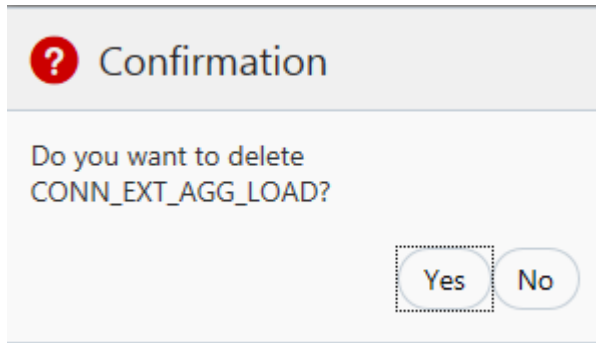 Confirmation
Do you want to delete
CONN_EXT_AGG_LOAD?
Yes No